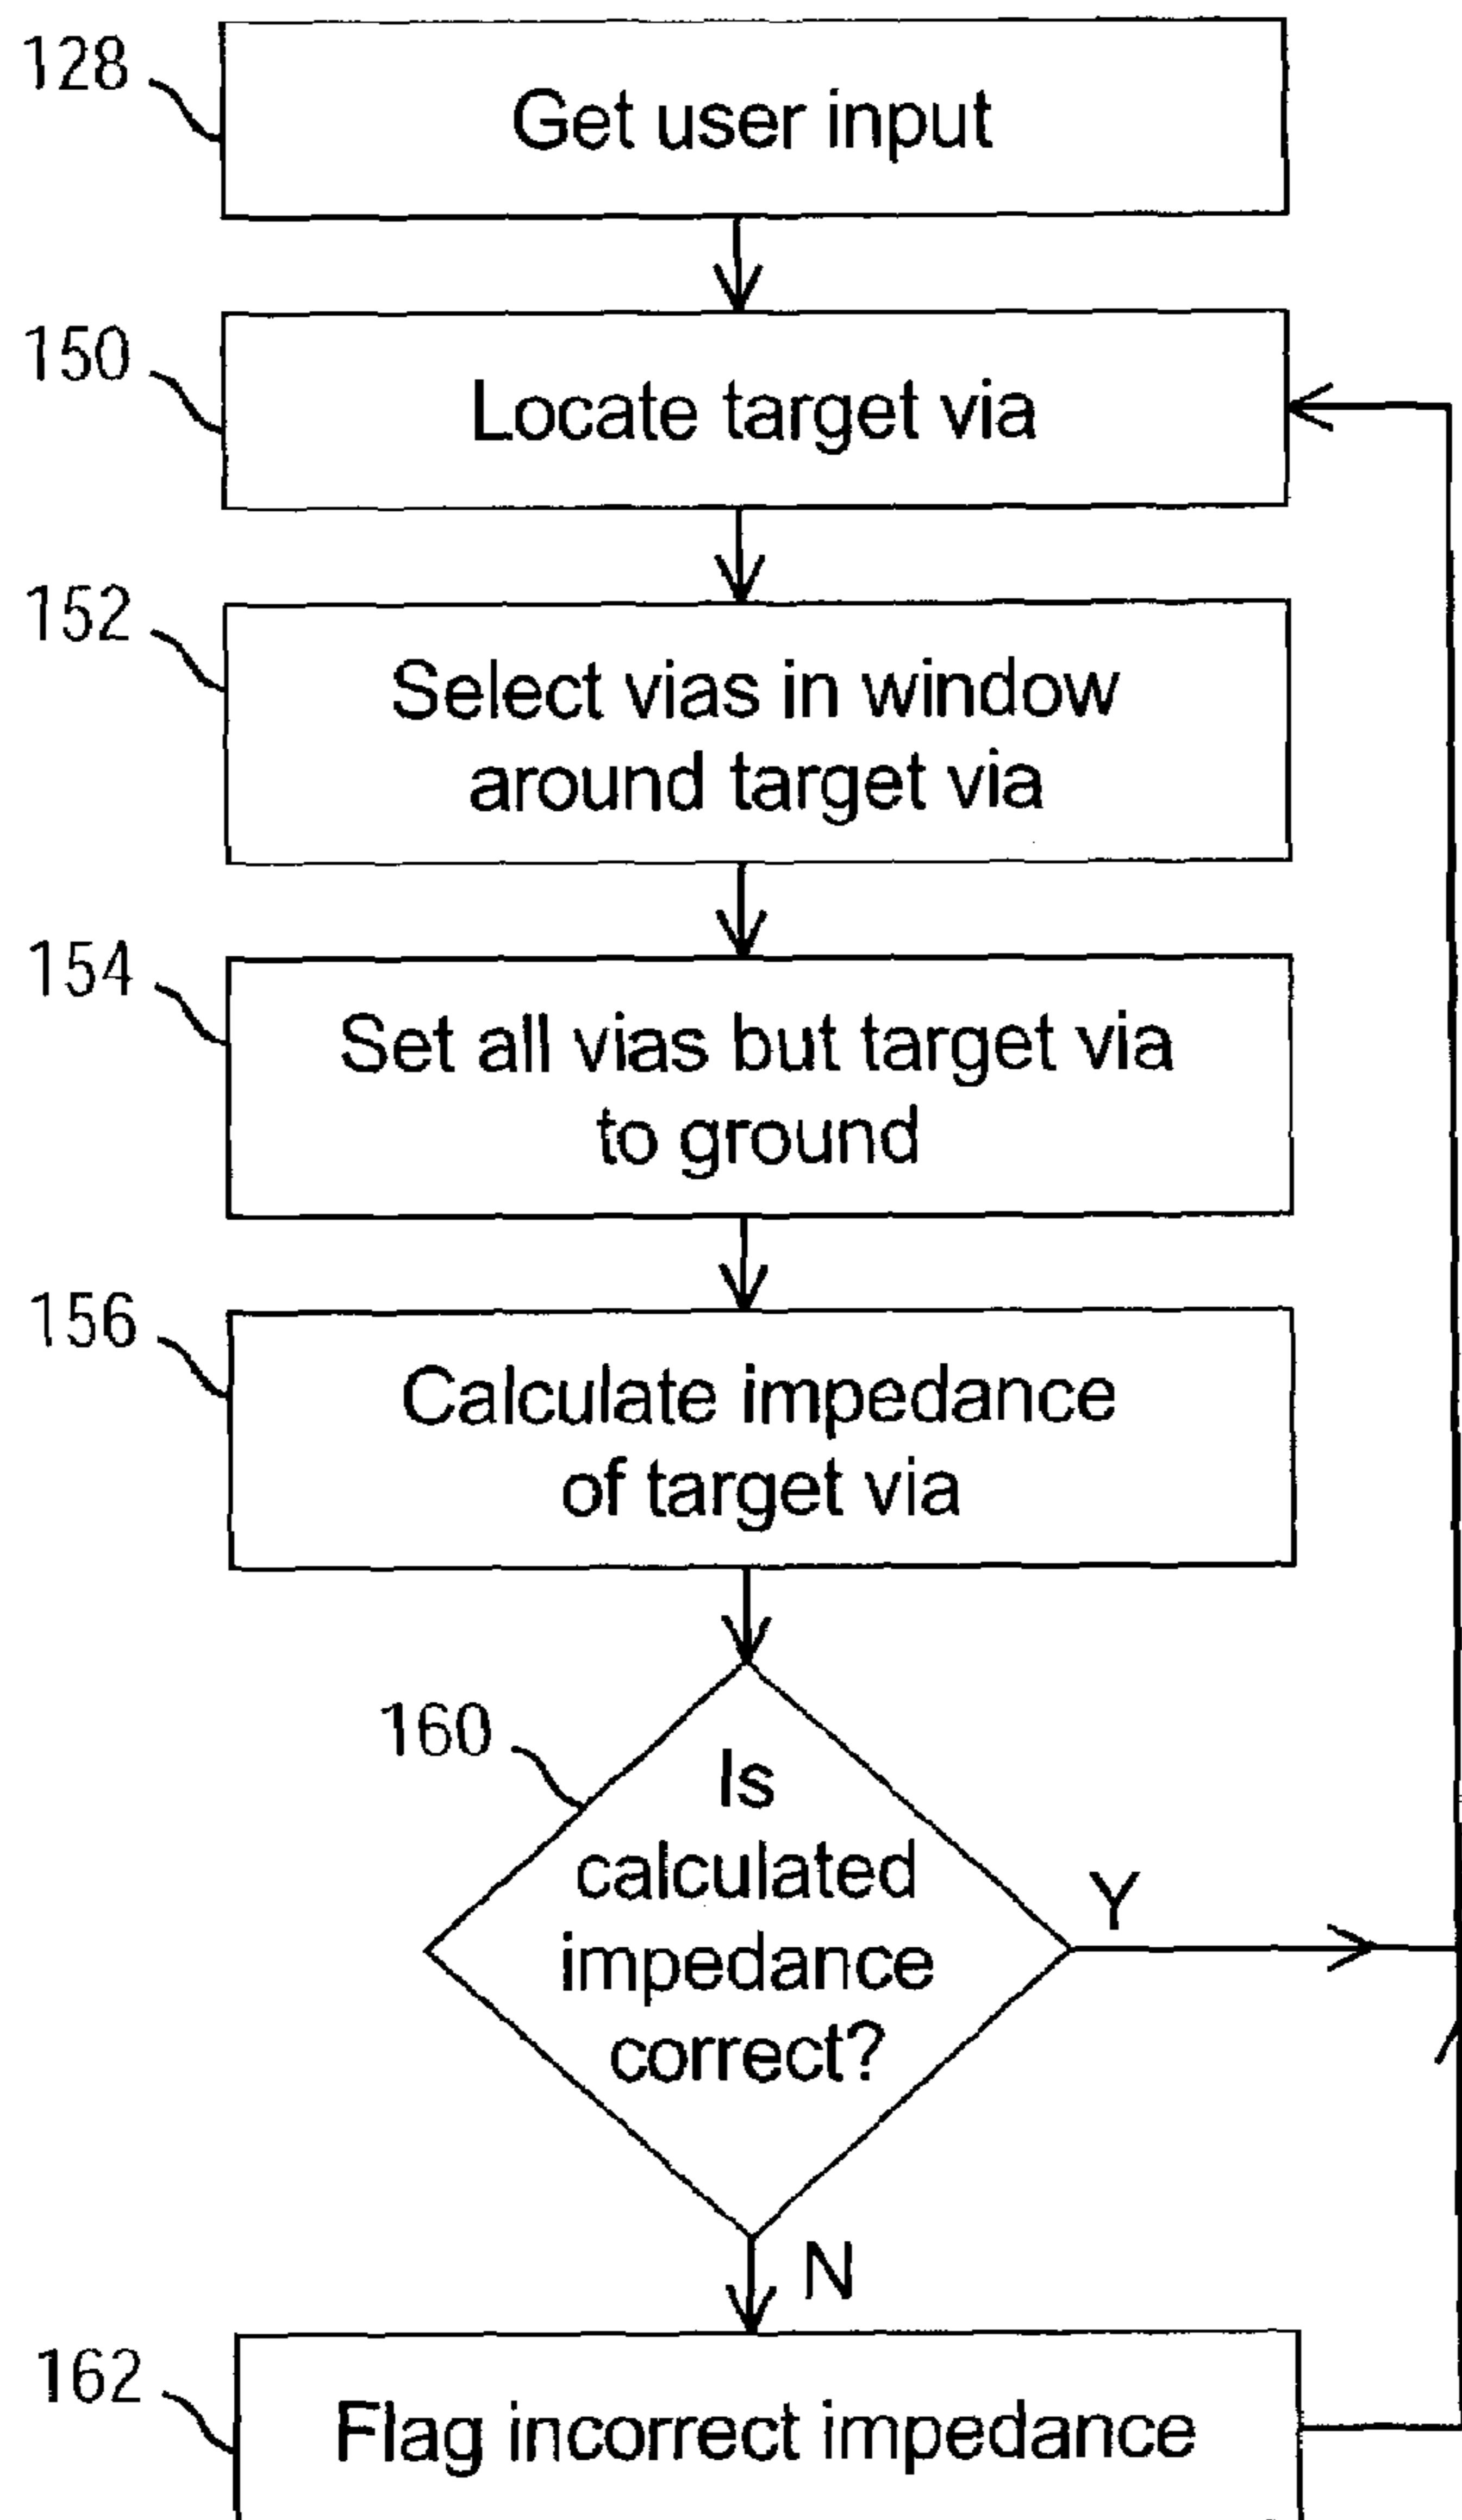 128
Get user input
150
Locate target via
152
Select vias in window
around target via
154
Set all vias but target via
to ground
156
Calculate impedance
of target via
160
Is
calculated
impedance
correct?
Y
N
162
Flag incorrect impedance